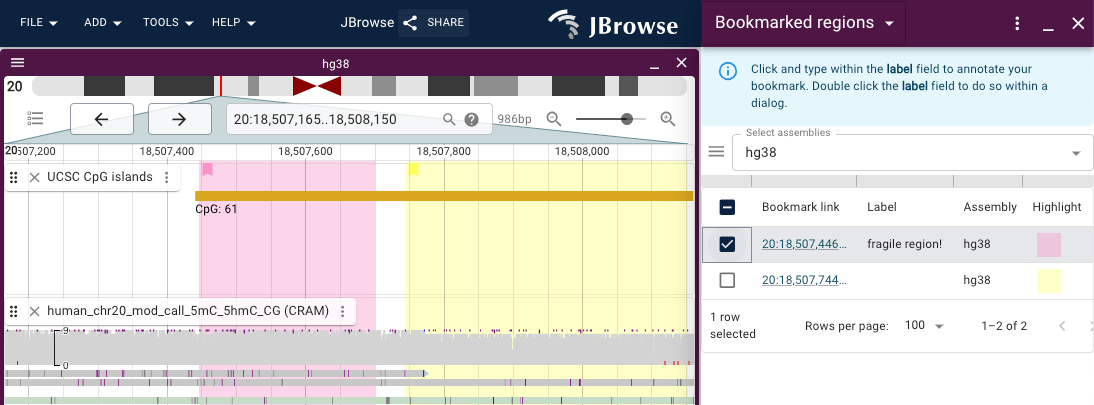 FILE ADD TOOLS HELP JBrowse SHARE JBrowse
hg38
20
20:18,507,165..18,508,150 986bp
20 507,200 18,507,400 18,507,600 18,507,800 18,508,000
UCSC CpG islands
CpG: 61
human_chr20_mod_call_5mC_5hmC_CG (CRAM)
9
0
Bookmarked regions
Click and type within the label field to annotate your
bookmark. Double click the label field to do so within a
dialog.
Select assemblies
hg38
Bookmark link Label Assembly Highlight
20:18,507,446... fragile region! hg38
20:18,507,744... hg38
1 row
selected
Rows per page: 100 1–2 of 2